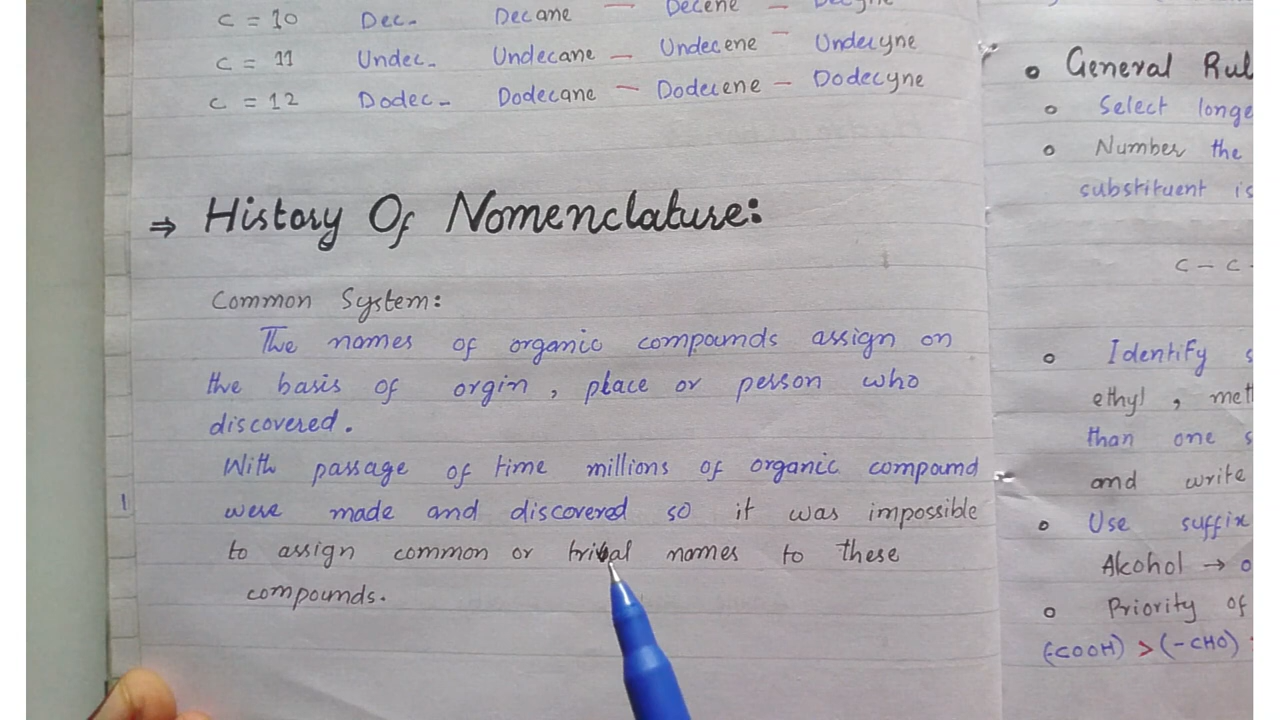 C = 10 Dec- Decane — Decene — Decyne
C = 11 Undec- Undecane — Undecene — Undecyne
C = 12 Dodec- Dodecane — Dodecene — Dodecyne
⇒ History Of Nomenclature:
Common System:
The names of organic compounds assign on
the basis of orgin, place or person who
discovered.
With passage of time millions of organic compound
were made and discovered so it was impossible
to assign common or trival names to these
compounds.
1
• General Rul
• Select longe
• Number the
substituent is
C - C -
• Identify s
ethyl, met
than one s
and write
• Use suffix
Akohol → o
• Priority of
(-COOH) > (-CHO)